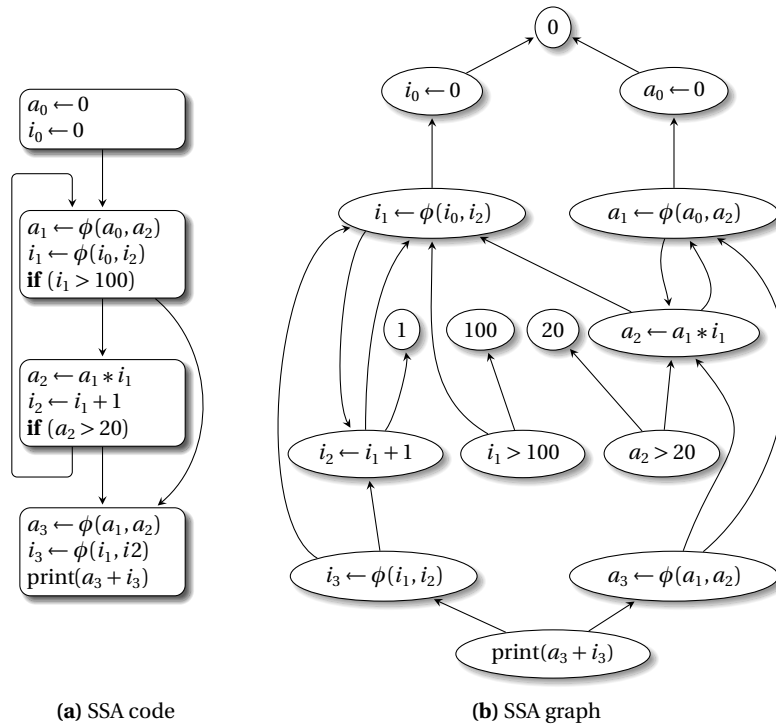 a₀ ← 0
i₀ ← 0
a₁ ← ϕ(a₀, a₂)
i₁ ← ϕ(i₀, i₂)
if (i₁ > 100)
a₂ ← a₁ * i₁
i₂ ← i₁ + 1
if (a₂ > 20)
a₃ ← ϕ(a₁, a₂)
i₃ ← ϕ(i₁, i2)
print(a₃ + i₃)
(a) SSA code
0
i₀ ← 0
a₀ ← 0
i₁ ← ϕ(i₀, i₂)
a₁ ← ϕ(a₀, a₂)
1
100
20
a₂ ← a₁ * i₁
i₂ ← i₁ + 1
i₁ > 100
a₂ > 20
i₃ ← ϕ(i₁, i₂)
a₃ ← ϕ(a₁, a₂)
print(a₃ + i₃)
(b) SSA graph